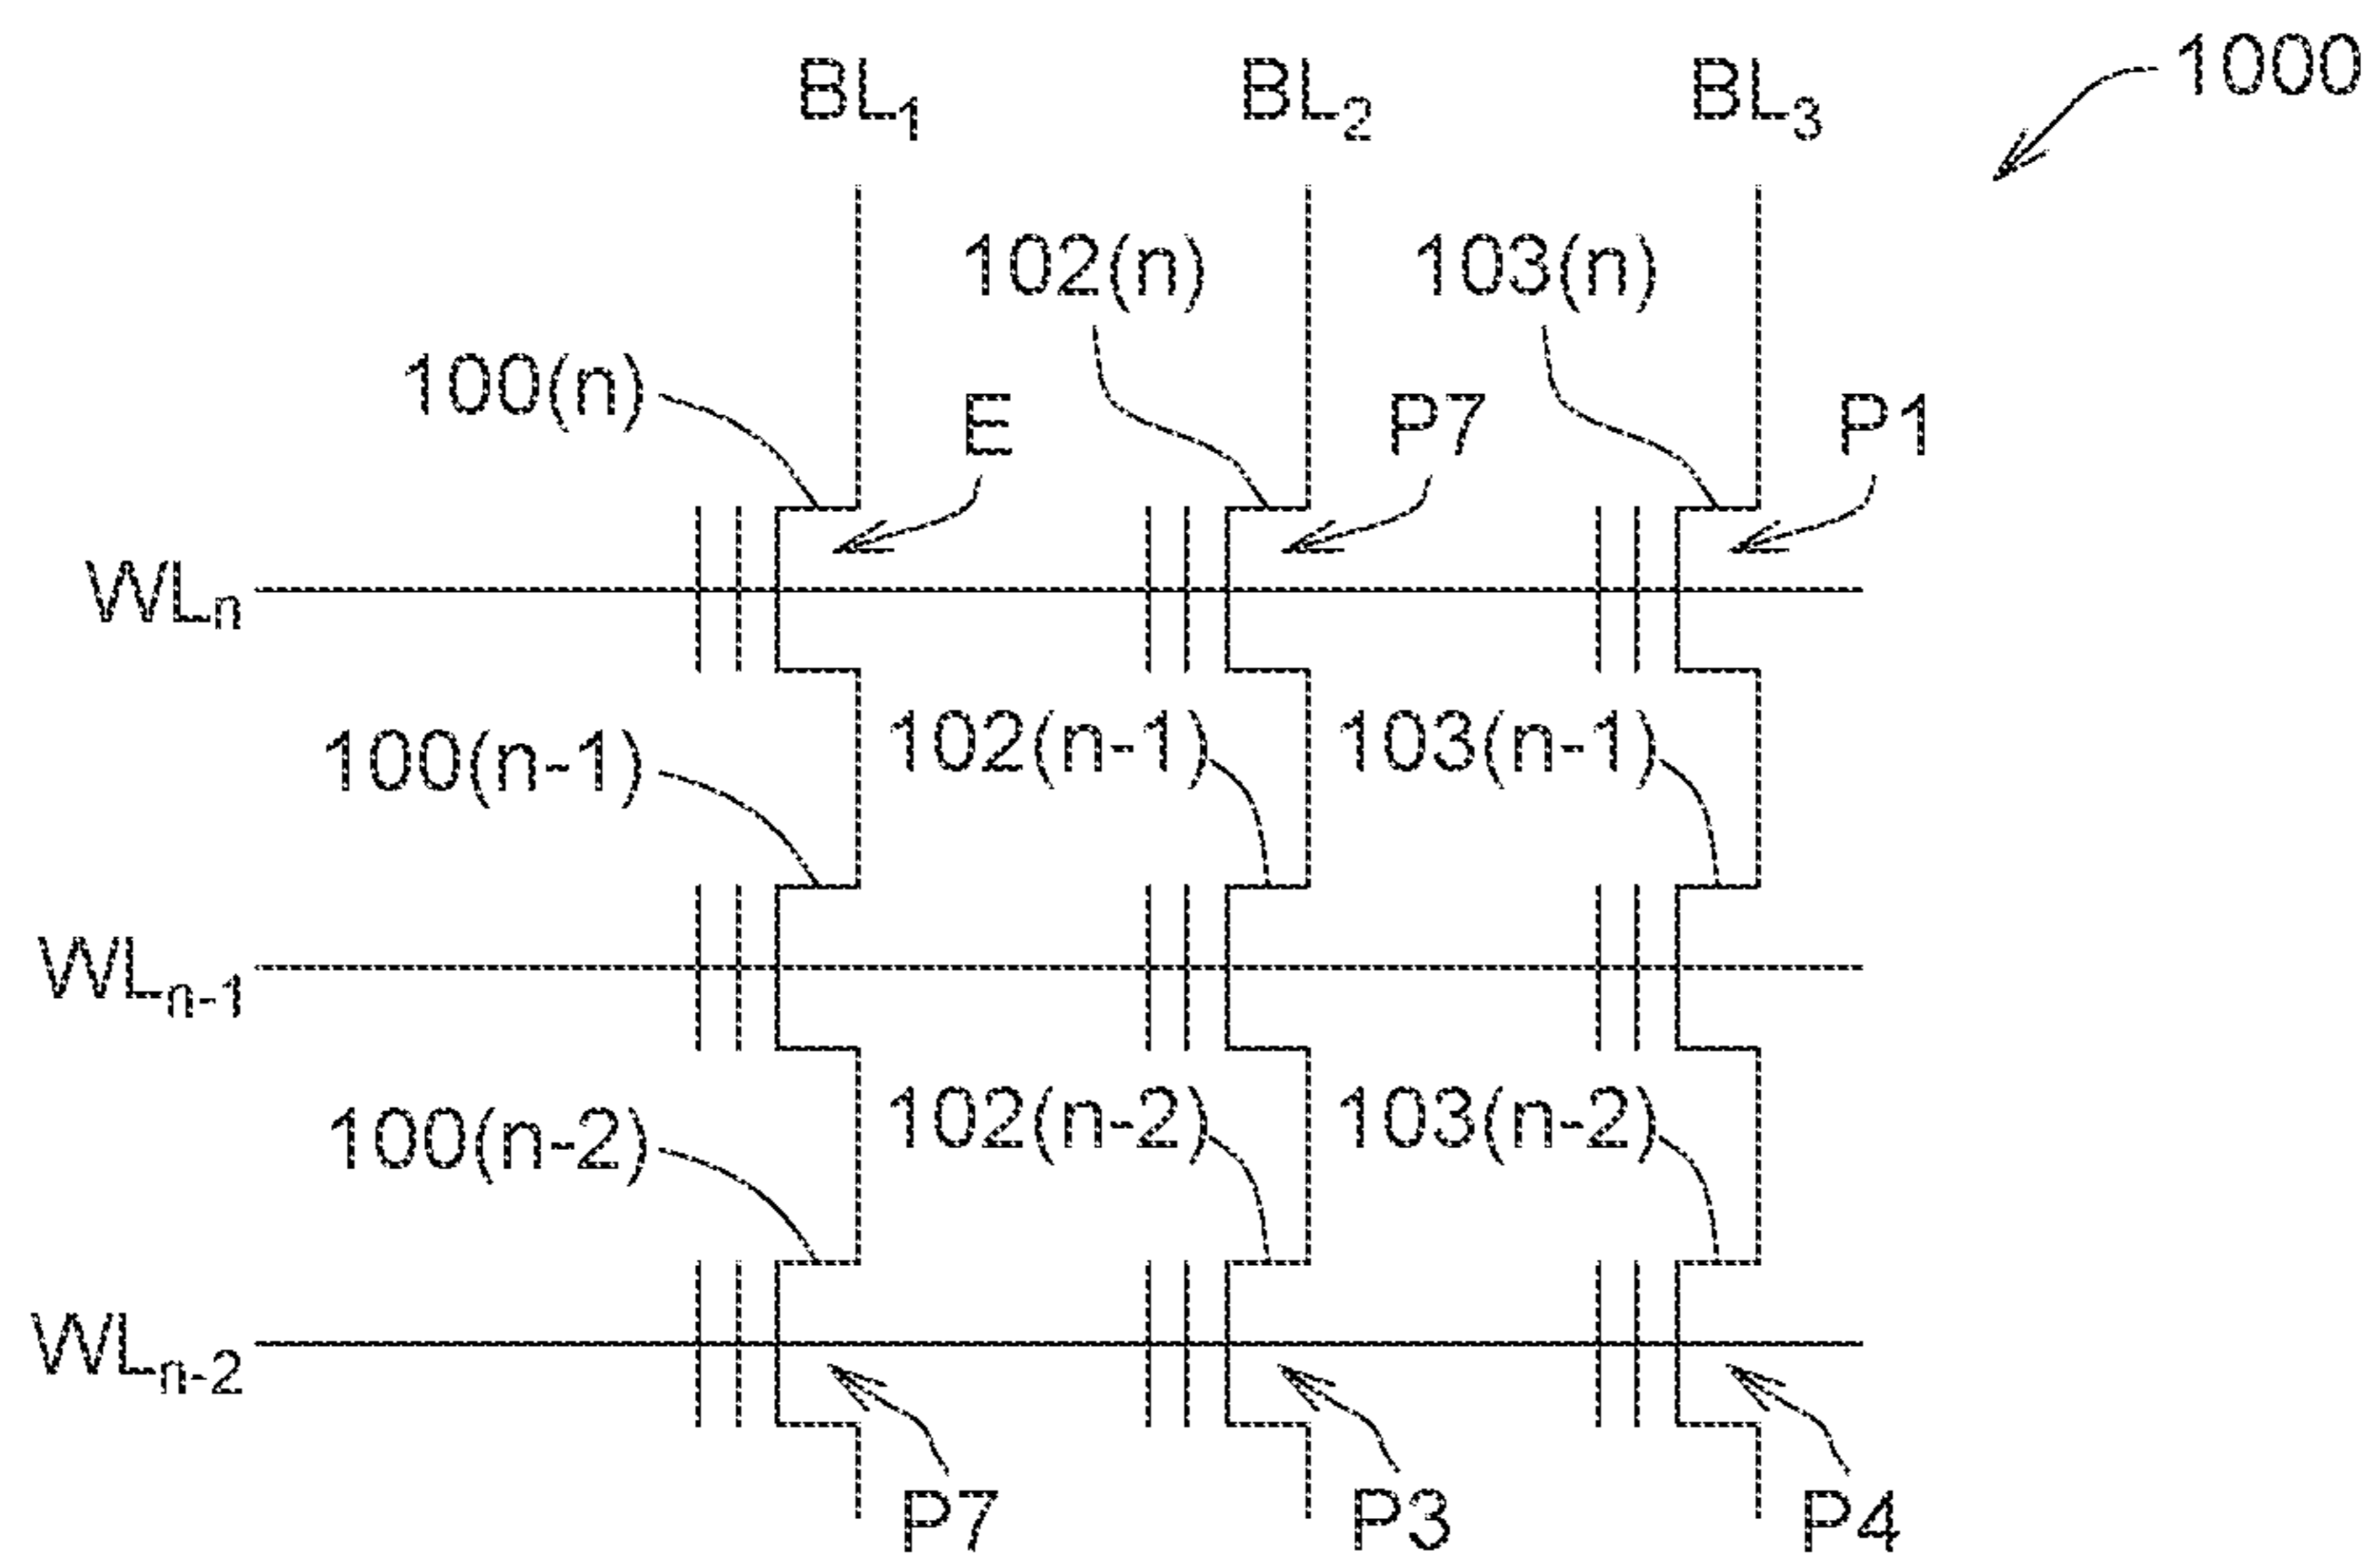 1000
BL1 BL2 BL3
102(n) 103(n)
100(n) E P7 P1
WLn
100(n-1) 102(n-1) 103(n-1)
WLn-1
100(n-2) 102(n-2) 103(n-2)
WLn-2
P7 P3 P4